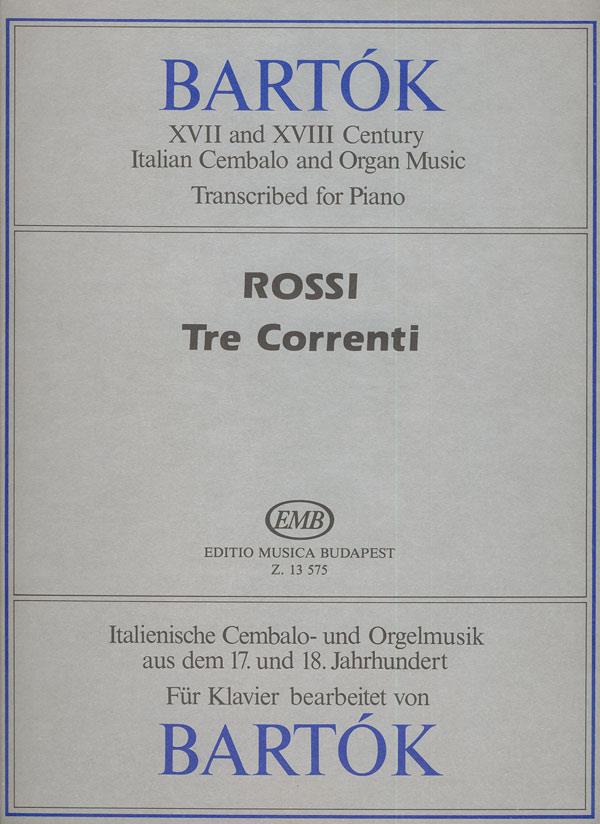 BARTÓK
XVII and XVIII Century
Italian Cembalo and Organ Music
Transcribed for Piano
ROSSI
Tre Correnti
EMB
EDITIO MUSICA BUDAPEST
Z. 13 575
Italienische Cembalo- und Orgelmusik
aus dem 17. und 18. Jahrhundert
Für Klavier bearbeitet von
BARTÓK